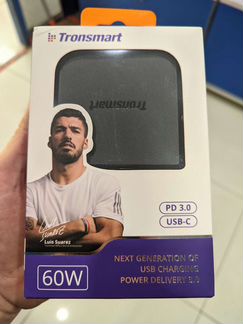 Tronsmart
Tronsmart
PD 3.0
USB-C
Luis Suarez
60W
NEXT GENERATION OF
USB CHARGING
POWER DELIVERY 3.0